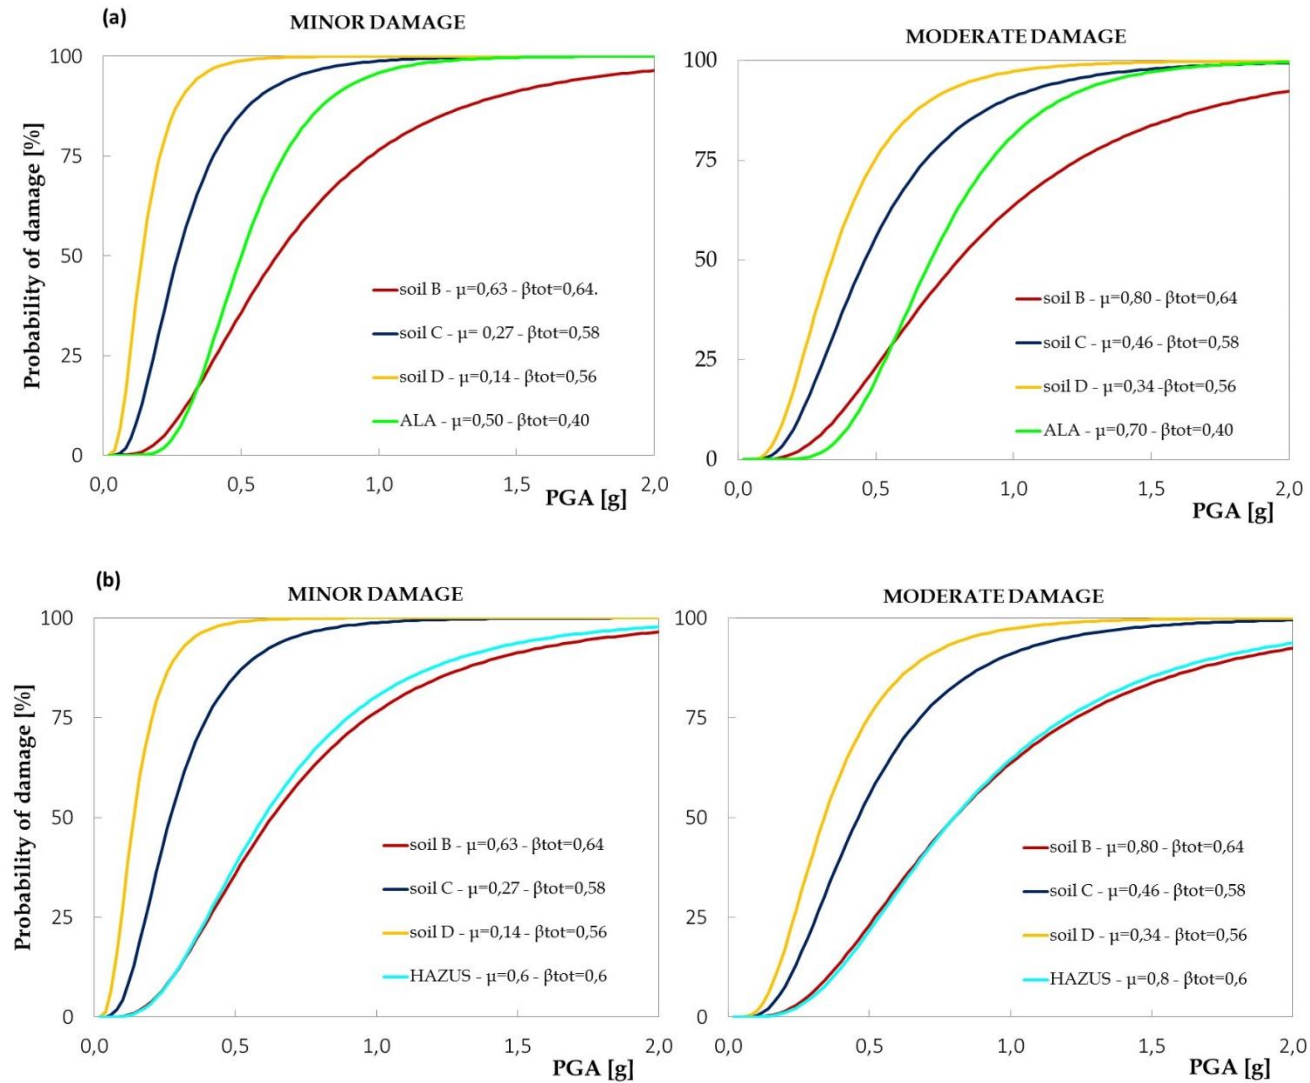 (a)
MINOR DAMAGE
Probability of damage [%]
100
75
50
25
0
soil B - μ=0,63 - βtot=0,64.
soil C - μ= 0,27 - βtot=0,58
soil D - μ=0,14 - βtot=0,56
ALA - μ=0,50 - βtot=0,40
0,0 0,5 1,0 1,5 2,0
PGA [g]
MODERATE DAMAGE
100
75
50
25
0
soil B - μ=0,80 - βtot=0,64
soil C - μ=0,46 - βtot=0,58
soil D - μ=0,34 -βtot=0,56
ALA - μ=0,70 - βtot=0,40
0,0 0,5 1,0 1,5 2,0
PGA [g]
(b)
MINOR DAMAGE
Probability of damage [%]
100
75
50
25
0
soil B - μ=0,63 - βtot=0,64
soil C - μ=0,27 - βtot=0,58
soil D - μ=0,14 - βtot=0,56
HAZUS - μ=0,6 - βtot=0,6
0,0 0,5 1,0 1,5 2,0
PGA [g]
MODERATE DAMAGE
100
75
50
25
0
soil B - μ=0,80 - βtot=0,64
soil C - μ=0,46 - βtot=0,58
soil D - μ=0,34 - βtot=0,56
HAZUS - μ=0,8 - βtot=0,6
0,0 0,5 1,0 1,5 2,0
PGA [g]